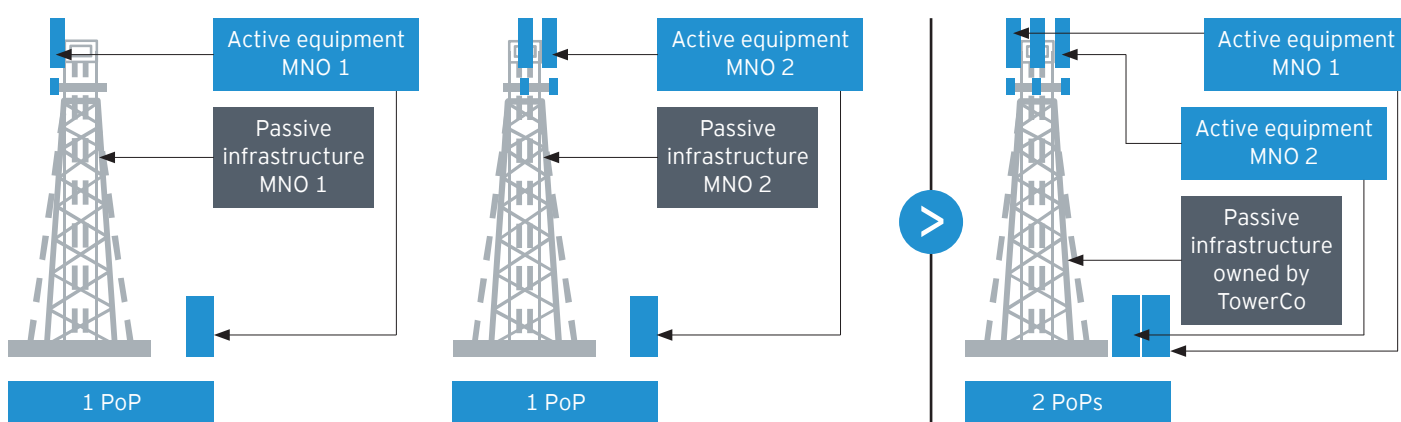 Active equipment
MNO 1
Passive
infrastructure
MNO 1
1 PoP
Active equipment
MNO 2
Passive
infrastructure
MNO 2
1 PoP
>
Active equipment
MNO 1
Active equipment
MNO 2
Passive
infrastructure
owned by
TowerCo
2 PoPs